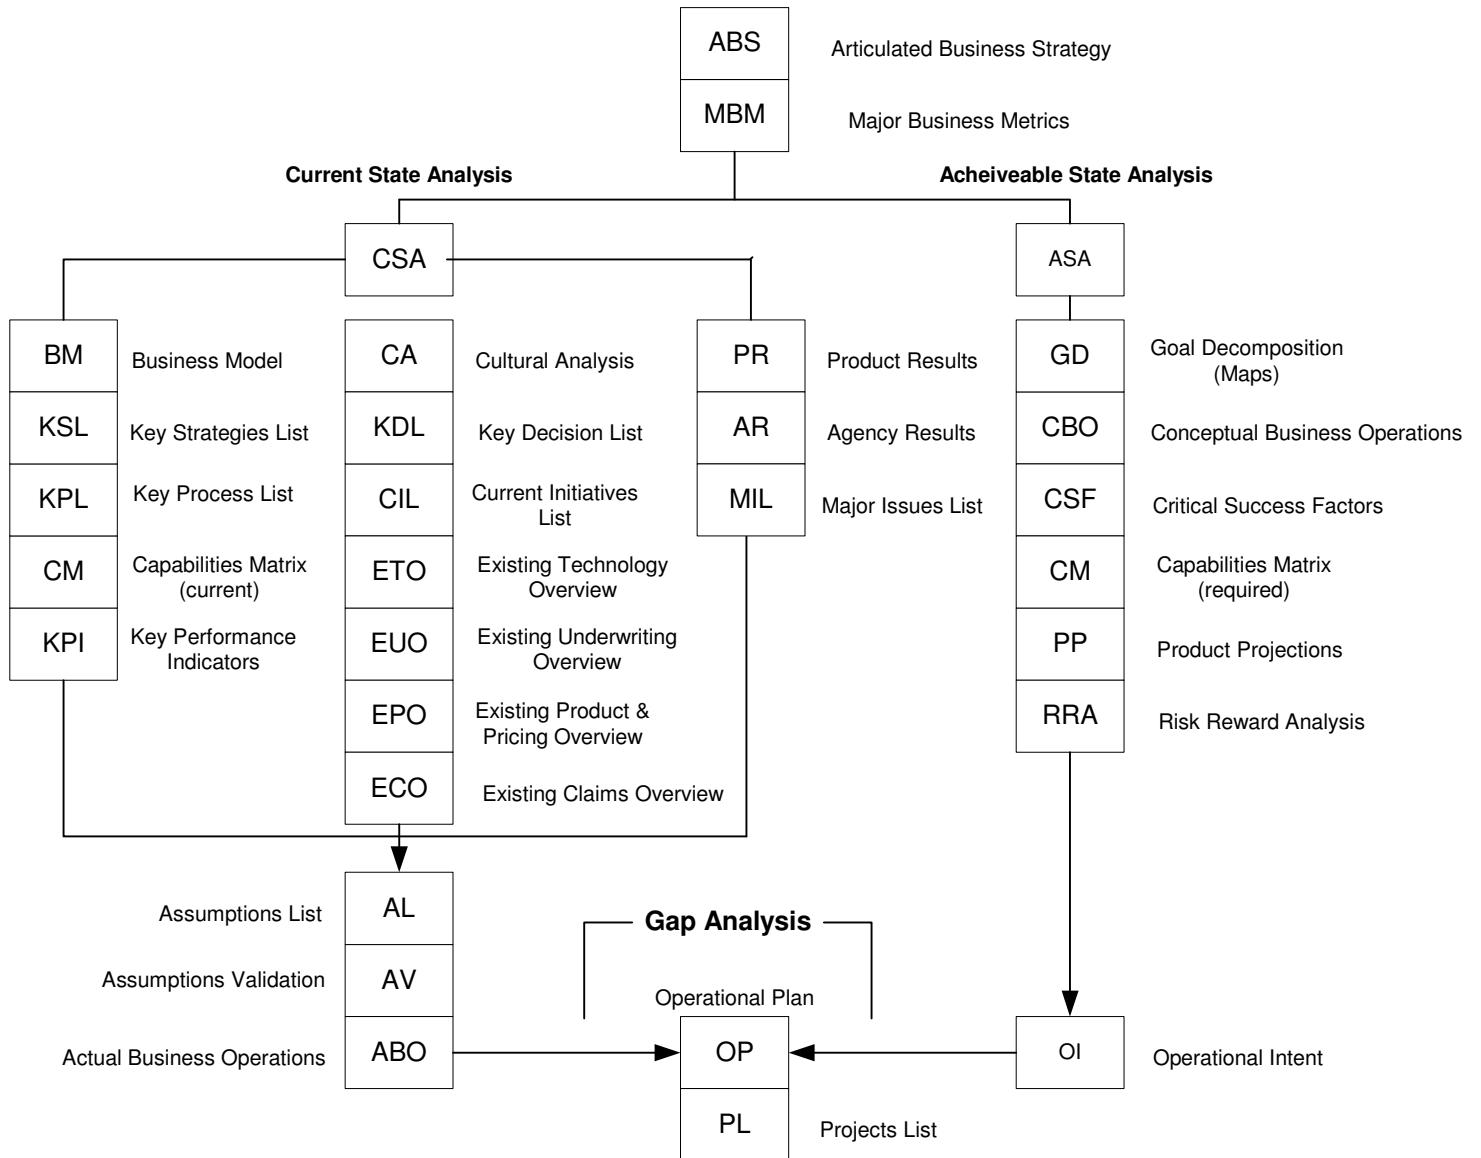 ABS
Articulated Business Strategy
MBM
Major Business Metrics
Current State Analysis
Acheiveable State Analysis
CSA
ASA
BM
Business Model
KSL
Key Strategies List
KPL
Key Process List
CM
Capabilities Matrix
(current)
KPI
Key Performance
Indicators
CA
Cultural Analysis
KDL
Key Decision List
CIL
Current Initiatives
List
ETO
Existing Technology
Overview
EUO
Existing Underwriting
Overview
EPO
Existing Product &
Pricing Overview
ECO
Existing Claims Overview
PR
Product Results
AR
Agency Results
MIL
Major Issues List
GD
Goal Decomposition
(Maps)
CBO
Conceptual Business Operations
CSF
Critical Success Factors
CM
Capabilities Matrix
(required)
PP
Product Projections
RRA
Risk Reward Analysis
Assumptions List
AL
Assumptions Validation
AV
Actual Business Operations
ABO
Gap Analysis
Operational Plan
OP
PL
Projects List
OI
Operational Intent